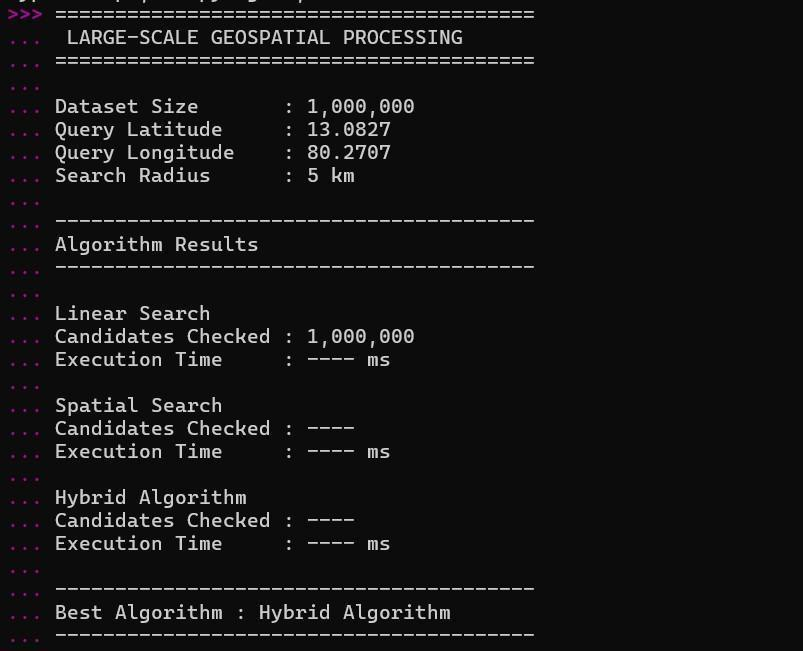 >>> ========================================
...  LARGE-SCALE GEOSPATIAL PROCESSING
... ========================================
...
... Dataset Size       : 1,000,000
... Query Latitude     : 13.0827
... Query Longitude    : 80.2707
... Search Radius      : 5 km
...
... ----------------------------------------
... Algorithm Results
... ----------------------------------------
...
... Linear Search
... Candidates Checked : 1,000,000
... Execution Time     : ---- ms
...
... Spatial Search
... Candidates Checked : ----
... Execution Time     : ---- ms
...
... Hybrid Algorithm
... Candidates Checked : ----
... Execution Time     : ---- ms
...
... ----------------------------------------
... Best Algorithm : Hybrid Algorithm
... ----------------------------------------